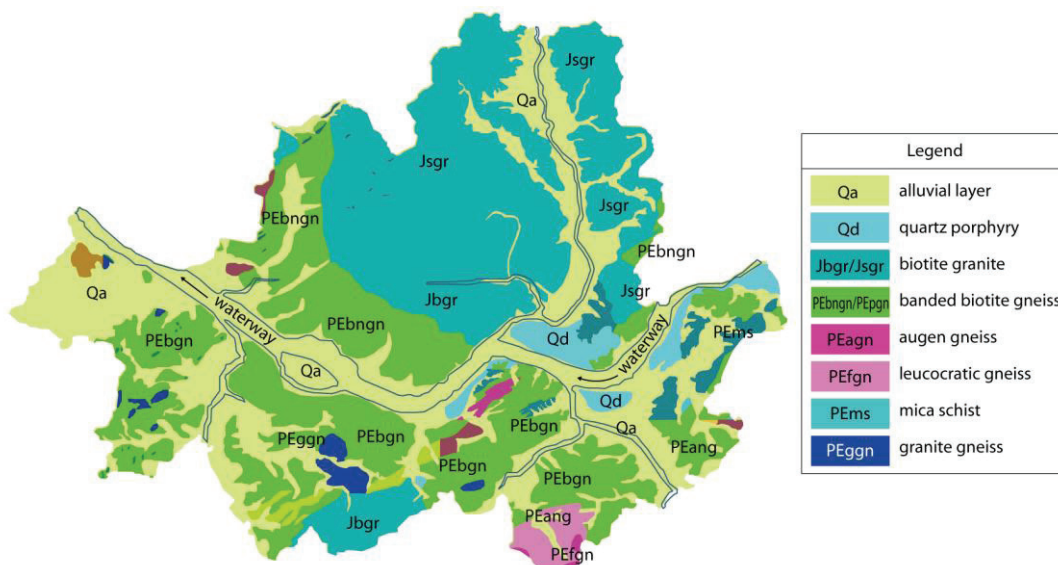 Jsgr
Qa
Jsgr
PEbngn
Jsgr
PEbngn
Qa
Jbgr
Jsgr
waterway
PEbngn
Qd
waterway
PEms
PEbgn
Qa
Qd
PEggn
PEbgn
PEbgn
Qa
PEang
PEbgn
PEbgn
Jbgr
PEang
PEfgn
Legend
Qa alluvial layer
Qd quartz porphyry
Jbgr/Jsgr biotite granite
PEbngn/PEpgn banded biotite gneiss
PEagn augen gneiss
PEfgn leucocratic gneiss
PEms mica schist
PEggn granite gneiss